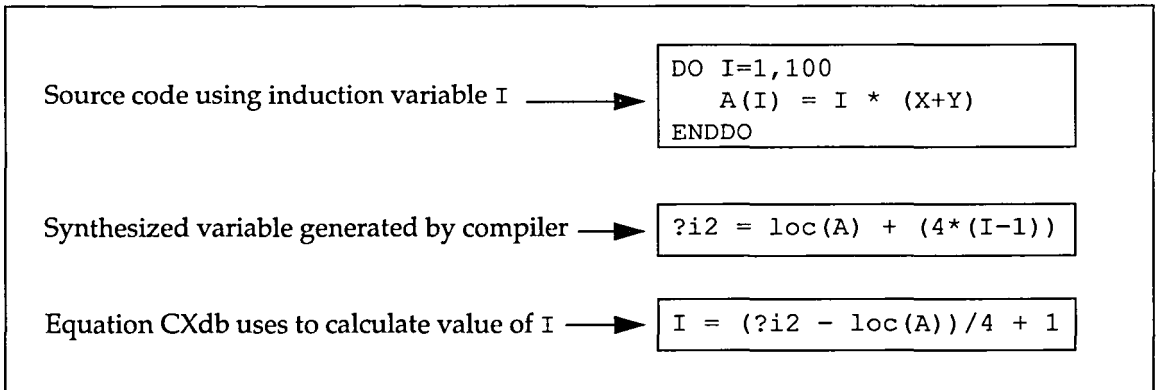 DO I=1,100
Source code using induction variable I
A(I) = I * (X+Y)
ENDDO
Synthesized variable generated by compiler
?i2 = loc(A) + (4*(I-1))
Equation CXdb uses to calculate value of I
I = (?i2 - loc(A))/4 + 1